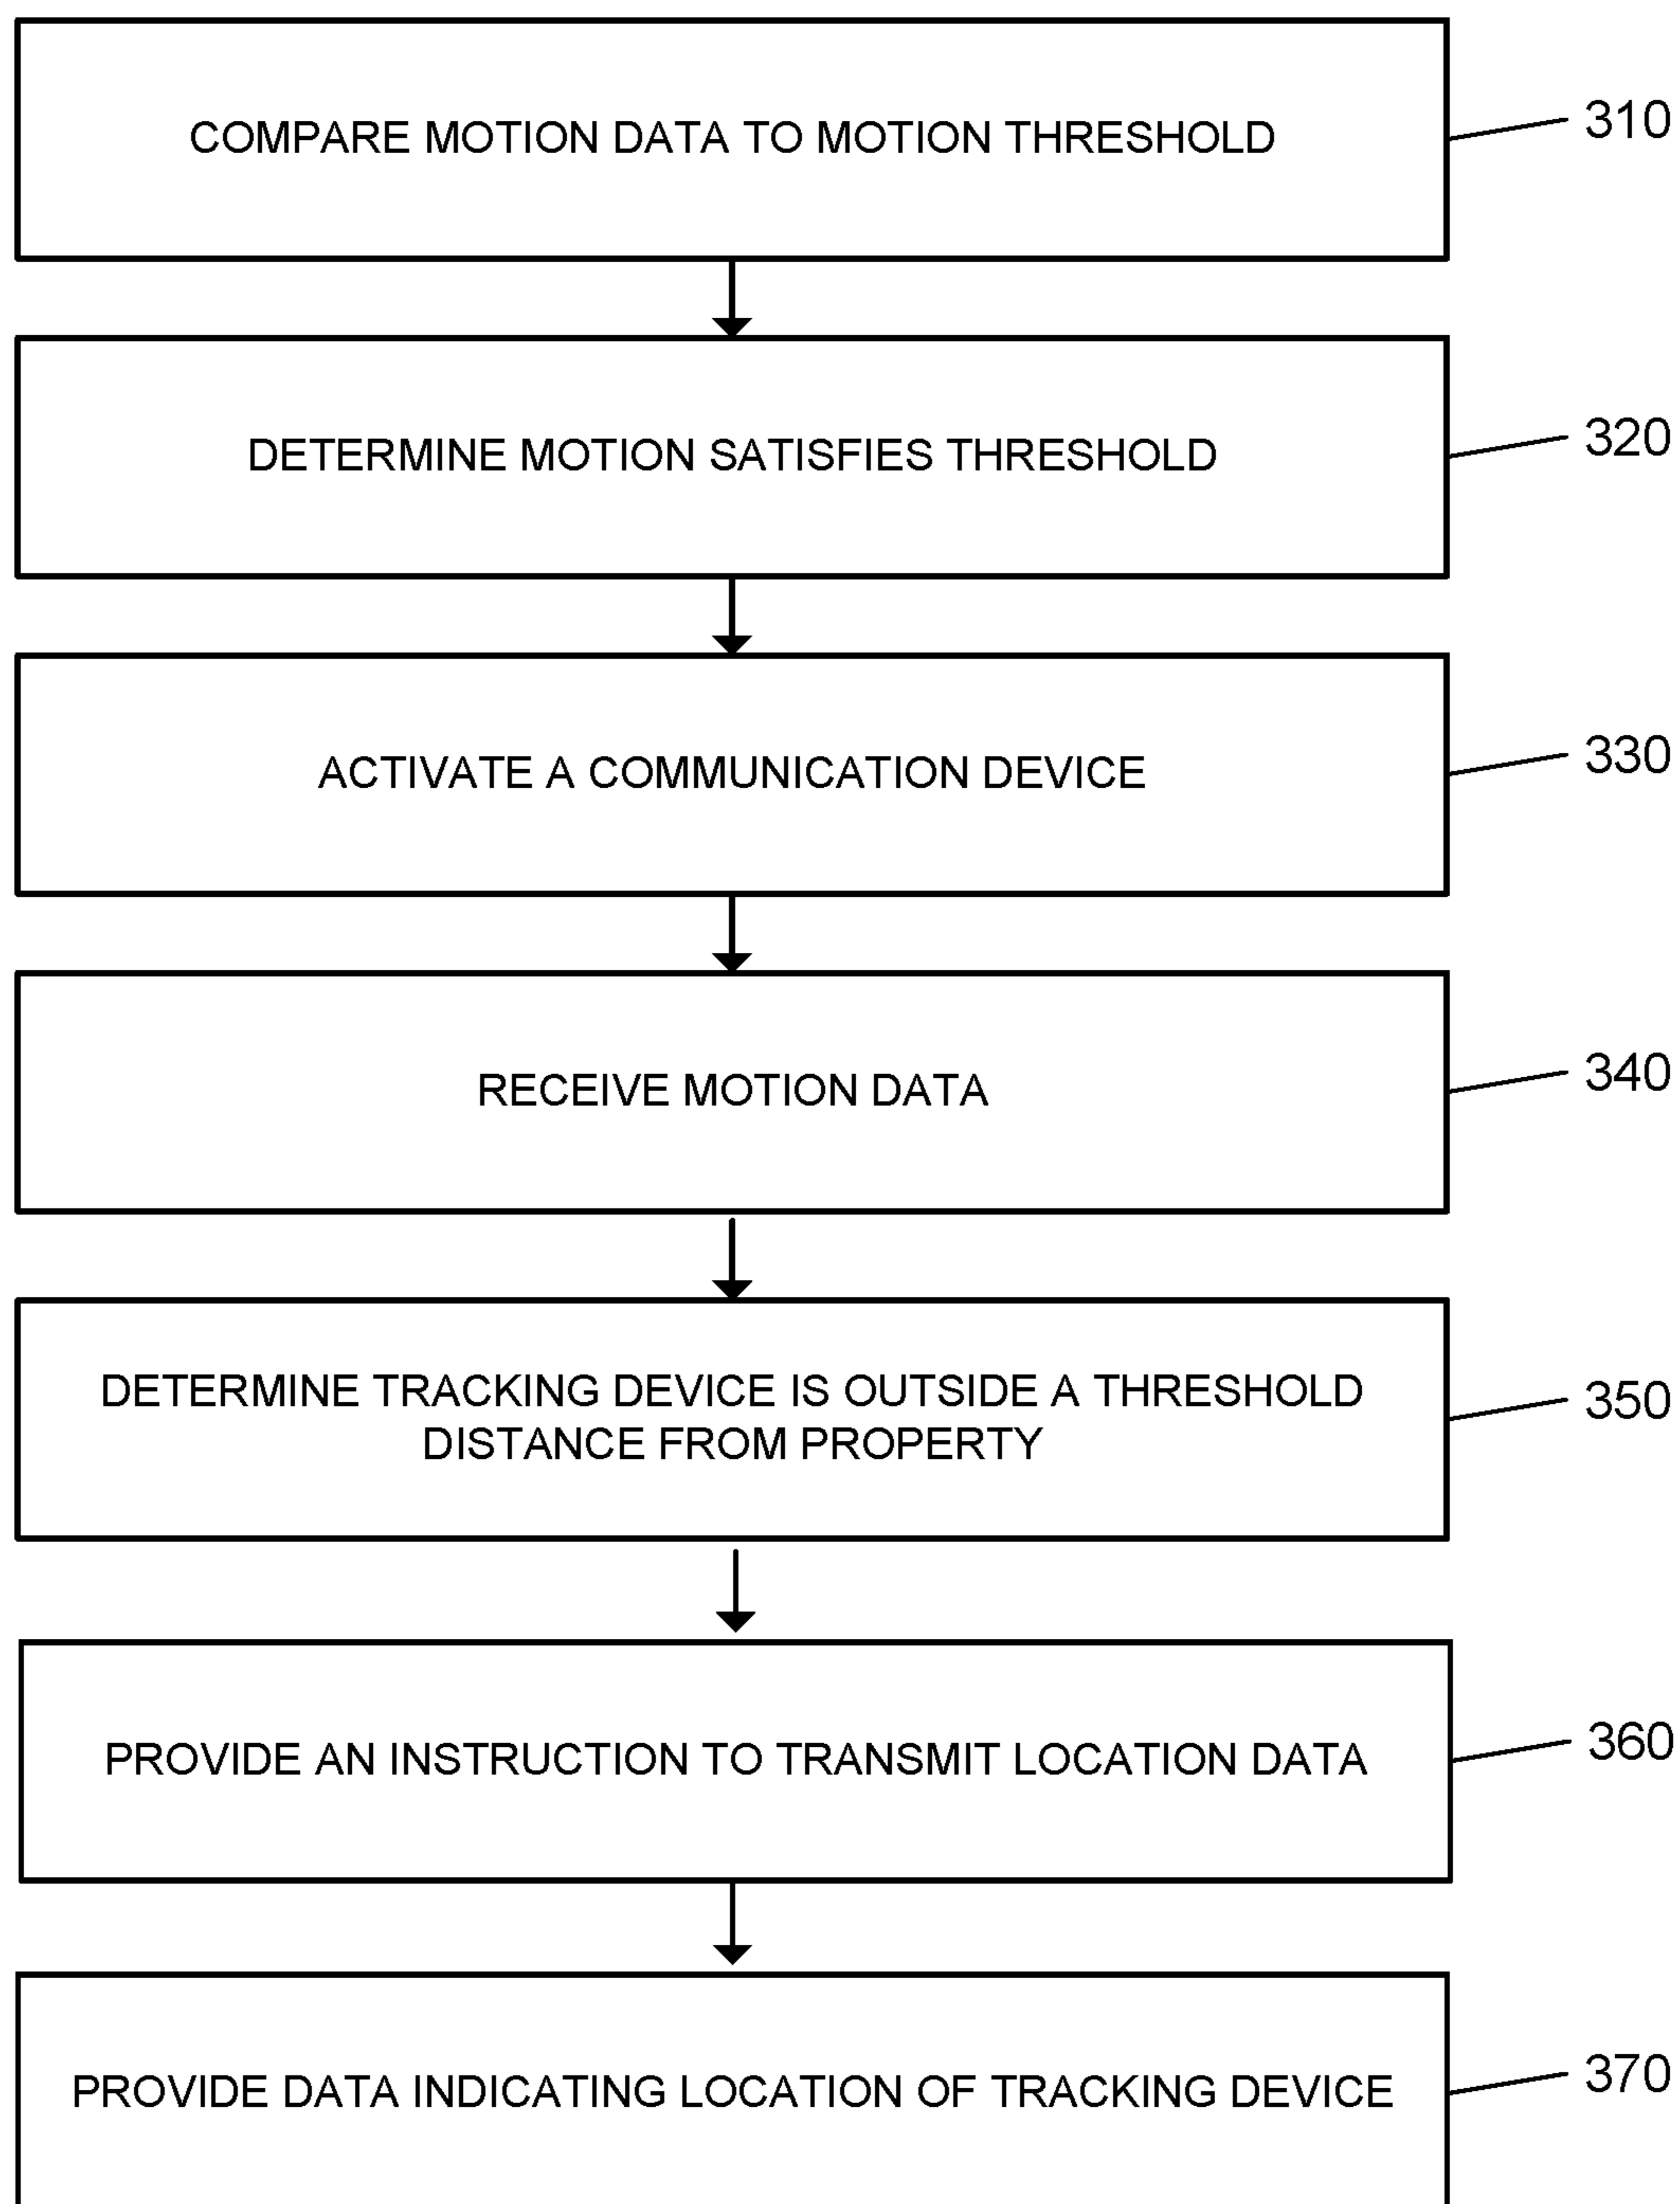 COMPARE MOTION DATA TO MOTION THRESHOLD
310
DETERMINE MOTION SATISFIES THRESHOLD
320
ACTIVATE A COMMUNICATION DEVICE
330
RECEIVE MOTION DATA
340
DETERMINE TRACKING DEVICE IS OUTSIDE A THRESHOLD
DISTANCE FROM PROPERTY
350
PROVIDE AN INSTRUCTION TO TRANSMIT LOCATION DATA
360
PROVIDE DATA INDICATING LOCATION OF TRACKING DEVICE
370